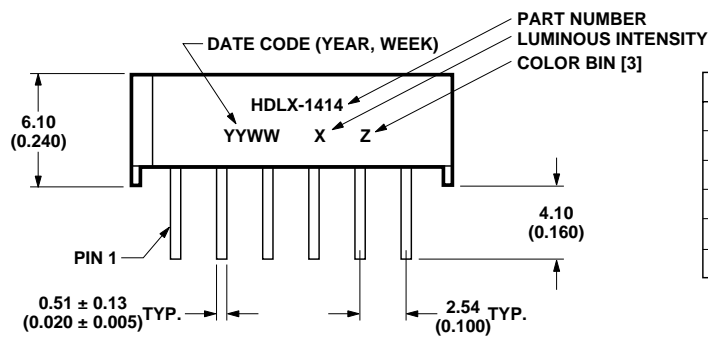 PART NUMBER
DATE CODE (YEAR, WEEK)
LUMINOUS INTENSITY
COLOR BIN [3]
HDLX-1414
YYWW X Z
6.10
(0.240)
4.10
(0.160)
PIN 1
0.51 ± 0.13
(0.020 ± 0.005) TYP.
2.54
(0.100) TYP.